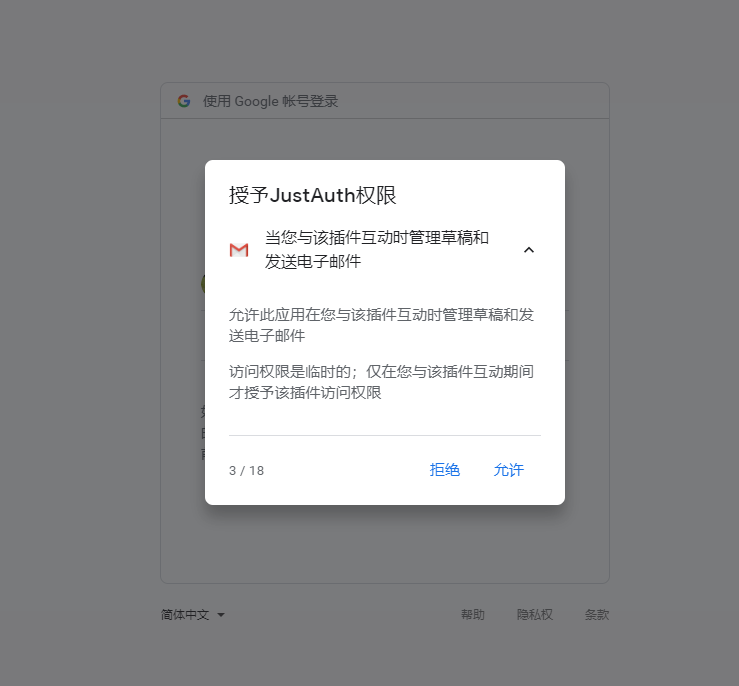 使用 Google 帐号登录
授予JustAuth权限
当您与该插件互动时管理草稿和
发送电子邮件
允许此应用在您与该插件互动时管理草稿和发
送电子邮件
访问权限是临时的；仅在您与该插件互动期间
才授予该插件访问权限
3 / 18
拒绝
允许
简体中文
帮助
隐私权
条款